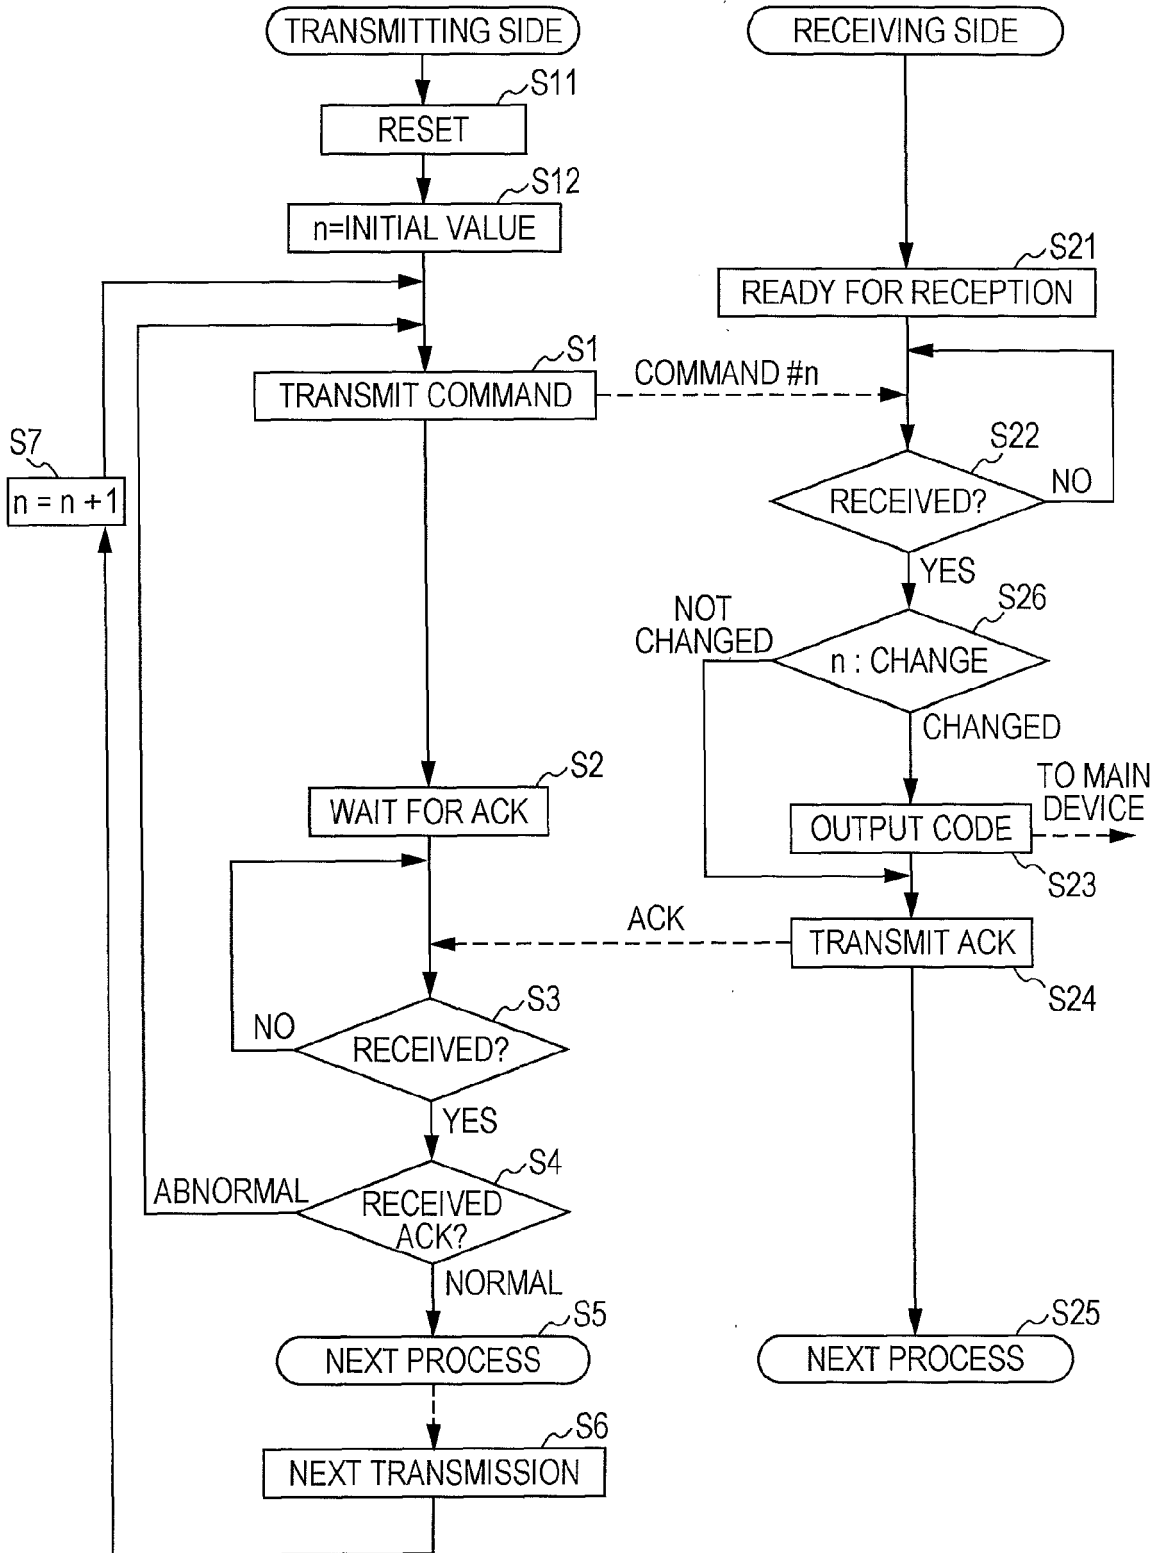 TRANSMITTING SIDE
RECEIVING SIDE
S11
RESET
S12
n=INITIAL VALUE
S21
READY FOR RECEPTION
S1
TRANSMIT COMMAND
COMMAND #n
S7
n = n +1
S22
RECEIVED?
NO
YES
S26
NOT
CHANGED
n : CHANGE
CHANGED
S2
WAIT FOR ACK
TO MAIN
DEVICE
OUTPUT CODE
S23
ACK
TRANSMIT ACK
S24
S3
NO
RECEIVED?
YES
S4
ABNORMAL
RECEIVED
ACK?
NORMAL
S5
NEXT PROCESS
S25
NEXT PROCESS
S6
NEXT TRANSMISSION